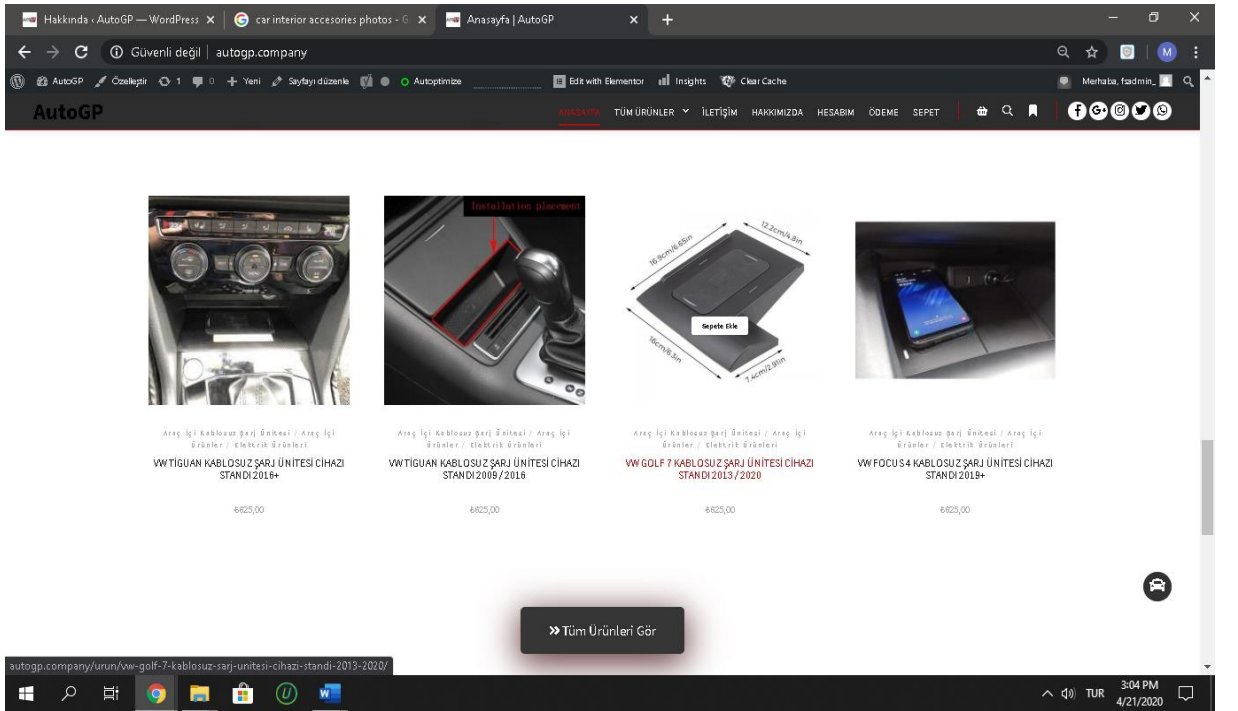 Hakkında ‹ AutoGP — WordPress
car interior accesories photos - G
Anasayfa | AutoGP
Güvenli değil | autogp.company
M
AutoGP Özelleştir 1 0 Yeni Sayfayı düzenle Autoptimize Edit with Elementor Insights Clear Cache Merhaba, fsadmin_
AutoGP
ANASAYFA TÜM ÜRÜNLER İLETİŞİM HAKKIMIZDA HESABIM ÖDEME SEPET
Installation placement
16.9cm/6.65in
12.2cm/4.8in
Sepete Ekle
16cm/6.3in
7.4cm/2.91in
Araç İçi Kablosuz Şarj Ünitesi / Araç İçi
Ürünler / Elektrik Ürünleri
VW TİGUAN KABLOSUZ ŞARJ ÜNİTESİ CİHAZI
STANDI 2016+
₺625,00
Araç İçi Kablosuz Şarj Ünitesi / Araç İçi
Ürünler / Elektrik Ürünleri
VW TİGUAN KABLOSUZ ŞARJ ÜNİTESİ CİHAZI
STANDI 2009 / 2016
₺625,00
Araç İçi Kablosuz Şarj Ünitesi / Araç İçi
Ürünler / Elektrik Ürünleri
VW GOLF 7 KABLOSUZ ŞARJ ÜNİTESİ CİHAZI
STANDI 2013 / 2020
₺625,00
Araç İçi Kablosuz Şarj Ünitesi / Araç İçi
Ürünler / Elektrik Ürünleri
VW FOCUS 4 KABLOSUZ ŞARJ ÜNİTESİ CİHAZI
STANDI 2019+
₺625,00
Tüm Ürünleri Gör
autogp.company/urun/vw-golf-7-kablosuz-sarj-unitesi-cihazi-standi-2013-2020/
TUR
3:04 PM
4/21/2020